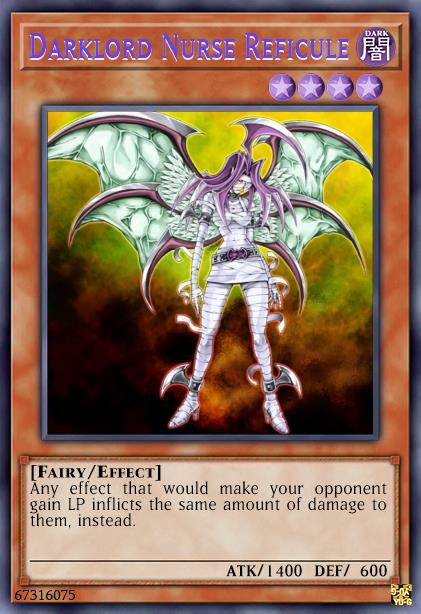 Darklord Nurse Reficule
DARK
闇
[Fairy/Effect]
Any effect that would make your opponent
gain LP inflicts the same amount of damage to
them, instead.
ATK/1400 DEF/ 600
67316075